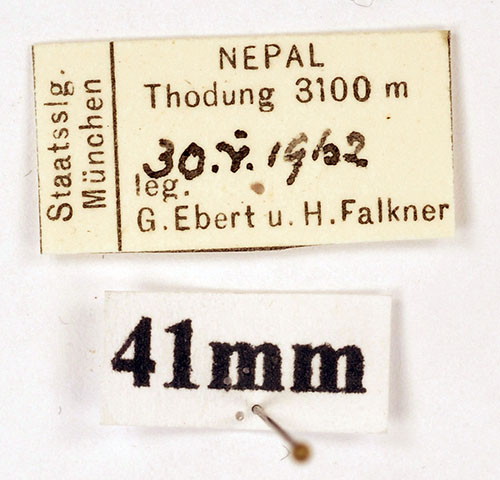 Staatsslg.
München
NEPAL
Thodung 3100 m
30.V.1962
leg.
G. Ebert u. H. Falkner
41mm